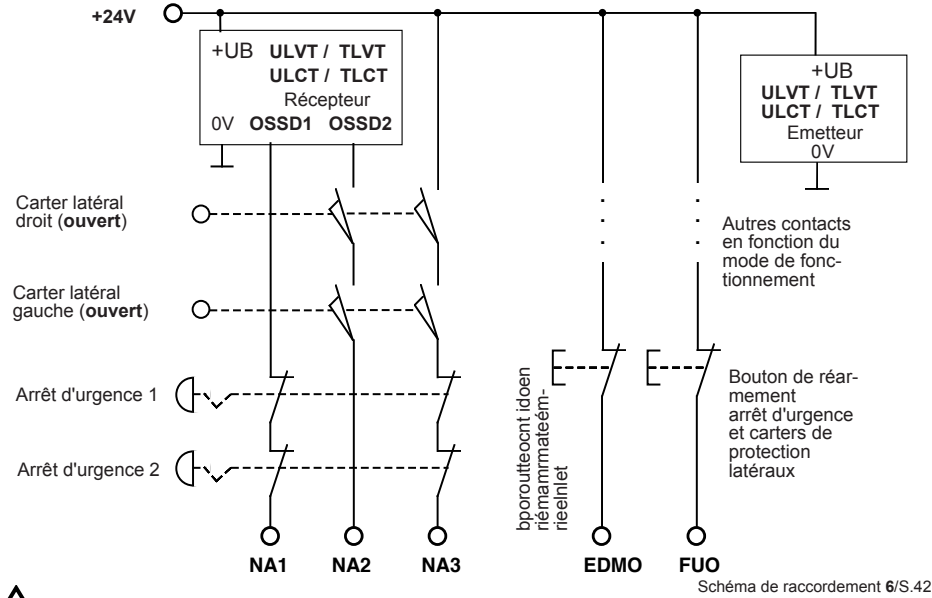 +24V
+UB ULVT / TLVT
ULCT / TLCT
Récepteur
0V OSSD1 OSSD2
+UB
ULVT / TLVT
ULCT / TLCT
Emetteur
0V
Carter latéral
droit (ouvert)
Autres contacts
en fonction du
mode de fonc-
tionnement
Carter latéral
gauche (ouvert)
Arrêt d'urgence 1
Arrêt d'urgence 2
Bouton de réar-
mement
arrêt d'urgence
et carters de
protection
latéraux
NA1 NA2 NA3 EDMO FUO
Schéma de raccordement 6/S.42